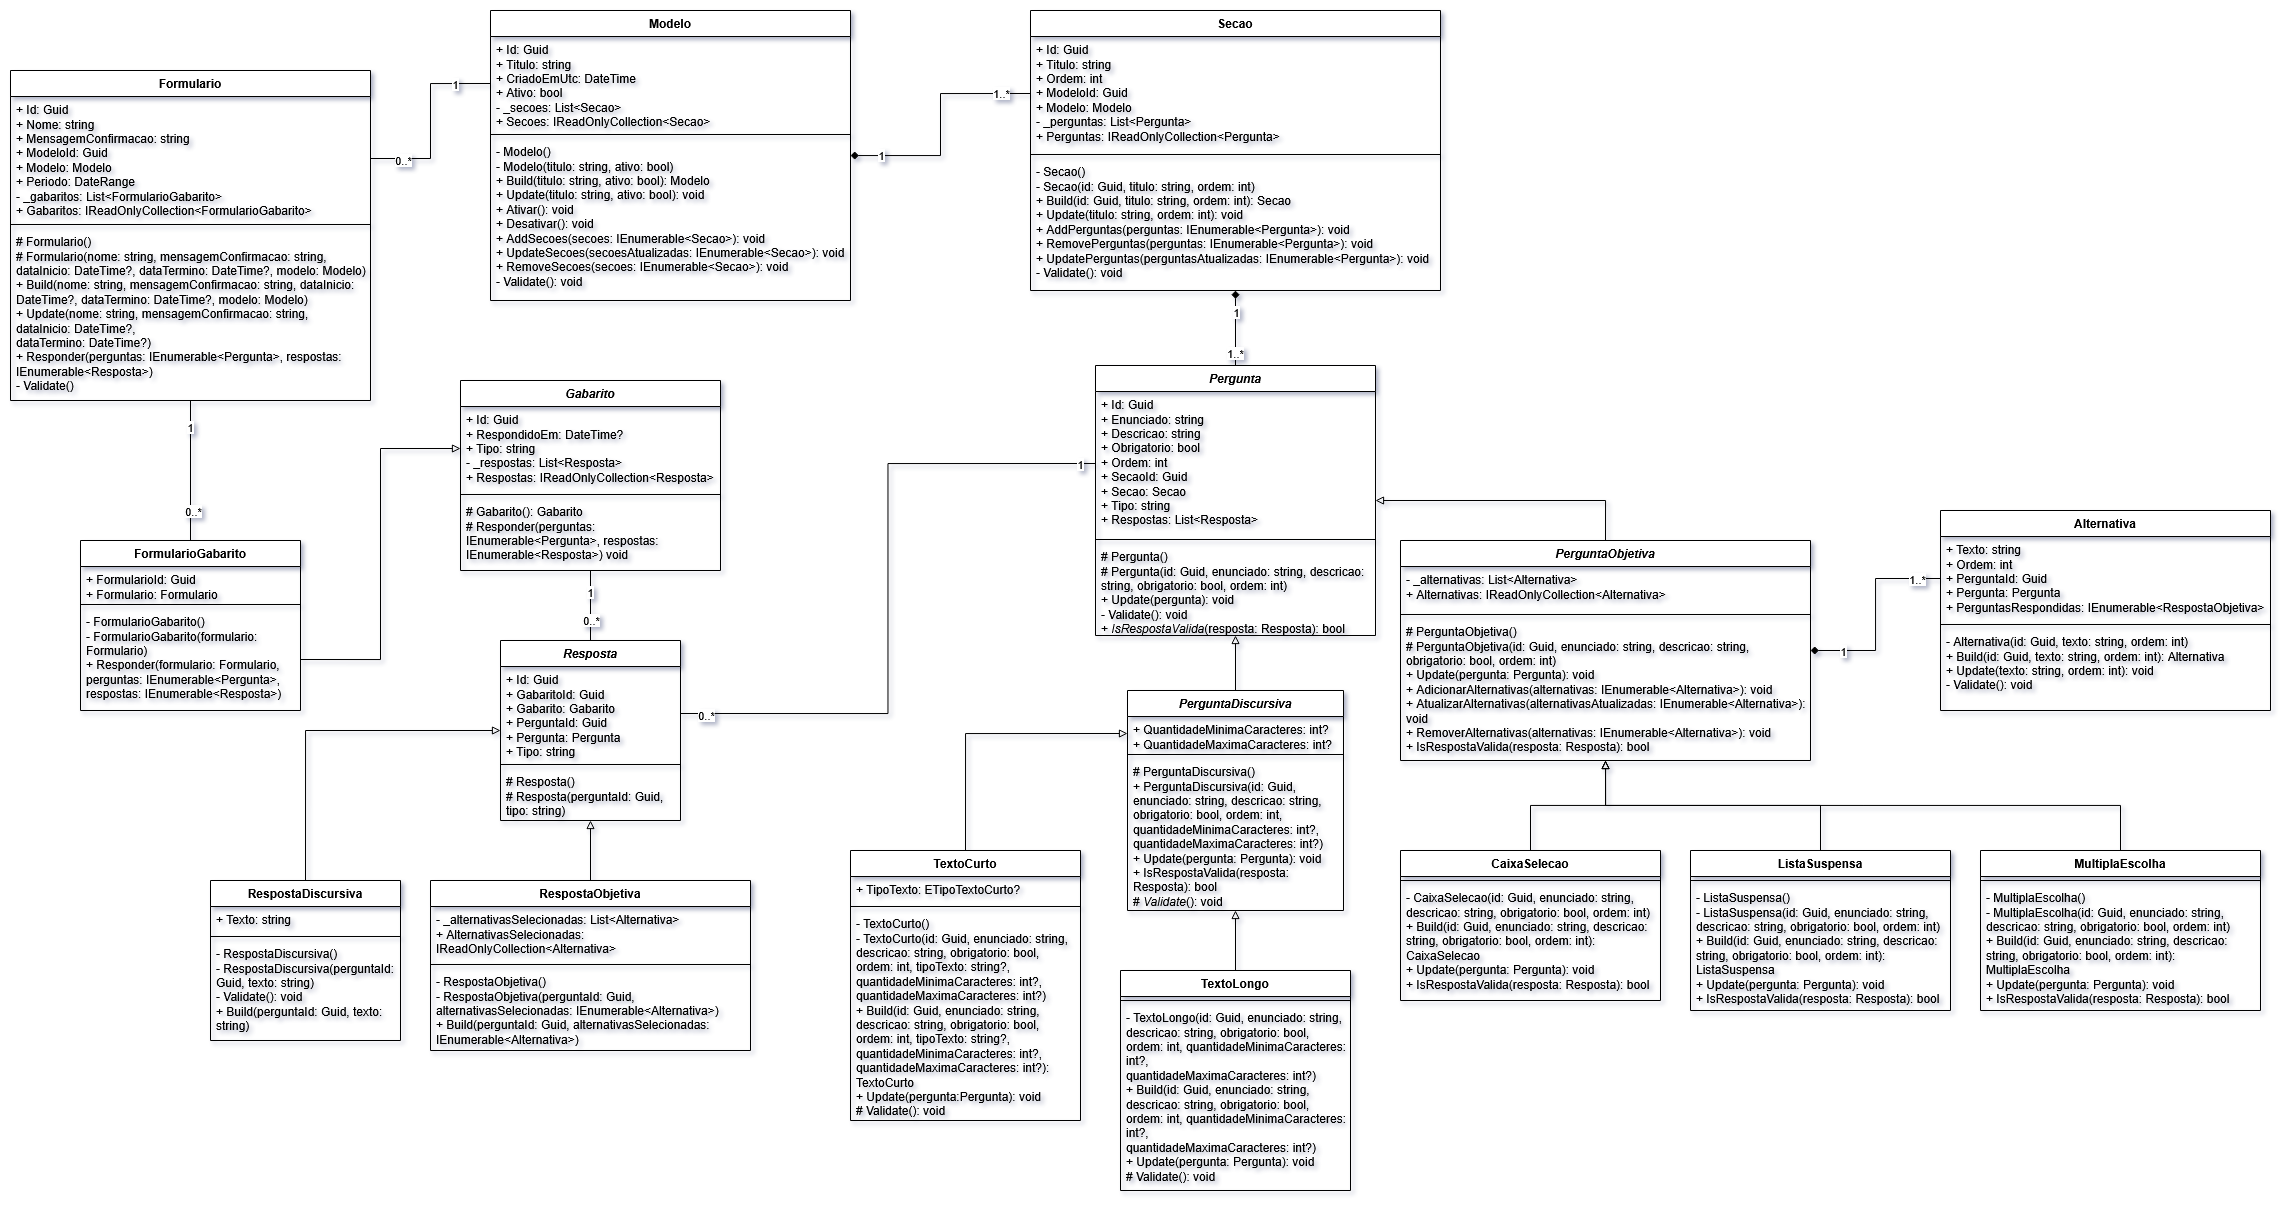 Modelo
+ Id: Guid
+ Titulo: string
+ CriadoEmUtc: DateTime
+ Ativo: bool
- _secoes: List<Secao>
+ Secoes: IReadOnlyCollection<Secao>
- Modelo()
- Modelo(titulo: string, ativo: bool)
+ Build(titulo: string, ativo: bool): Modelo
+ Update(titulo: string, ativo: bool): void
+ Ativar(): void
+ Desativar(): void
+ AddSecoes(secoes: IEnumerable<Secao>): void
+ UpdateSecoes(secoesAtualizadas: IEnumerable<Secao>): void
+ RemoveSecoes(secoes: IEnumerable<Secao>): void
- Validate(): void
Secao
+ Id: Guid
+ Titulo: string
+ Ordem: int
+ ModeloId: Guid
+ Modelo: Modelo
- _perguntas: List<Pergunta>
+ Perguntas: IReadOnlyCollection<Pergunta>
- Secao()
- Secao(id: Guid, titulo: string, ordem: int)
+ Build(id: Guid, titulo: string, ordem: int): Secao
+ Update(titulo: string, ordem: int): void
+ AddPerguntas(perguntas: IEnumerable<Pergunta>): void
+ RemovePerguntas(perguntas: IEnumerable<Pergunta>): void
+ UpdatePerguntas(perguntasAtualizadas: IEnumerable<Pergunta>): void
- Validate(): void
Formulario
+ Id: Guid
+ Nome: string
+ MensagemConfirmacao: string
+ ModeloId: Guid
+ Modelo: Modelo
+ Periodo: DateRange
- _gabaritos: List<FormularioGabarito>
+ Gabaritos: IReadOnlyCollection<FormularioGabarito>
# Formulario()
# Formulario(nome: string, mensagemConfirmacao: string,
dataInicio: DateTime?, dataTermino: DateTime?, modelo: Modelo)
+ Build(nome: string, mensagemConfirmacao: string, dataInicio:
DateTime?, dataTermino: DateTime?, modelo: Modelo)
+ Update(nome: string, mensagemConfirmacao: string,
dataInicio: DateTime?,
dataTermino: DateTime?)
+ Responder(perguntas: IEnumerable<Pergunta>, respostas:
IEnumerable<Resposta>)
- Validate()
1
0..*
1
1..*
1
1..*
1
0..*
Gabarito
+ Id: Guid
+ RespondidoEm: DateTime?
+ Tipo: string
- _respostas: List<Resposta>
+ Respostas: IReadOnlyCollection<Resposta>
# Gabarito(): Gabarito
# Responder(perguntas:
IEnumerable<Pergunta>, respostas:
IEnumerable<Resposta>) void
Pergunta
+ Id: Guid
+ Enunciado: string
+ Descricao: string
+ Obrigatorio: bool
+ Ordem: int
+ SecaoId: Guid
+ Secao: Secao
+ Tipo: string
+ Respostas: List<Resposta>
# Pergunta()
# Pergunta(id: Guid, enunciado: string, descricao:
string, obrigatorio: bool, ordem: int)
+ Update(pergunta): void
- Validate(): void
+ IsRespostaValida(resposta: Resposta): bool
1
0..*
1
0..*
FormularioGabarito
+ FormularioId: Guid
+ Formulario: Formulario
- FormularioGabarito()
- FormularioGabarito(formulario:
Formulario)
+ Responder(formulario: Formulario,
perguntas: IEnumerable<Pergunta>,
respostas: IEnumerable<Resposta>)
Resposta
+ Id: Guid
+ GabaritoId: Guid
+ Gabarito: Gabarito
+ PerguntaId: Guid
+ Pergunta: Pergunta
+ Tipo: string
# Resposta()
# Resposta(perguntaId: Guid,
tipo: string)
PerguntaObjetiva
- _alternativas: List<Alternativa>
+ Alternativas: IReadOnlyCollection<Alternativa>
# PerguntaObjetiva()
# PerguntaObjetiva(id: Guid, enunciado: string, descricao: string,
obrigatorio: bool, ordem: int)
+ Update(pergunta: Pergunta): void
+ AdicionarAlternativas(alternativas: IEnumerable<Alternativa>): void
+ AtualizarAlternativas(alternativasAtualizadas: IEnumerable<Alternativa>):
void
+ RemoverAlternativas(alternativas: IEnumerable<Alternativa>): void
+ IsRespostaValida(resposta: Resposta): bool
1
1..*
Alternativa
+ Texto: string
+ Ordem: int
+ PerguntaId: Guid
+ Pergunta: Pergunta
+ PerguntasRespondidas: IEnumerable<RespostaObjetiva>
- Alternativa(id: Guid, texto: string, ordem: int)
+ Build(id: Guid, texto: string, ordem: int): Alternativa
+ Update(texto: string, ordem: int): void
- Validate(): void
PerguntaDiscursiva
+ QuantidadeMinimaCaracteres: int?
+ QuantidadeMaximaCaracteres: int?
# PerguntaDiscursiva()
+ PerguntaDiscursiva(id: Guid,
enunciado: string, descricao: string,
obrigatorio: bool, ordem: int,
quantidadeMinimaCaracteres: int?,
quantidadeMaximaCaracteres: int?)
+ Update(pergunta: Pergunta): void
+ IsRespostaValida(resposta:
Resposta): bool
# Validate(): void
RespostaDiscursiva
+ Texto: string
- RespostaDiscursiva()
- RespostaDiscursiva(perguntaId:
Guid, texto: string)
- Validate(): void
+ Build(perguntaId: Guid, texto:
string)
RespostaObjetiva
- _alternativasSelecionadas: List<Alternativa>
+ AlternativasSelecionadas:
IReadOnlyCollection<Alternativa>
- RespostaObjetiva()
- RespostaObjetiva(perguntaId: Guid,
alternativasSelecionadas: IEnumerable<Alternativa>)
+ Build(perguntaId: Guid, alternativasSelecionadas:
IEnumerable<Alternativa>)
TextoCurto
+ TipoTexto: ETipoTextoCurto?
- TextoCurto()
- TextoCurto(id: Guid, enunciado: string,
descricao: string, obrigatorio: bool,
ordem: int, tipoTexto: string?,
quantidadeMinimaCaracteres: int?,
quantidadeMaximaCaracteres: int?)
+ Build(id: Guid, enunciado: string,
descricao: string, obrigatorio: bool,
ordem: int, tipoTexto: string?,
quantidadeMinimaCaracteres: int?,
quantidadeMaximaCaracteres: int?):
TextoCurto
+ Update(pergunta:Pergunta): void
# Validate(): void
TextoLongo
- TextoLongo(id: Guid, enunciado: string,
descricao: string, obrigatorio: bool,
ordem: int, quantidadeMinimaCaracteres:
int?,
quantidadeMaximaCaracteres: int?)
+ Build(id: Guid, enunciado: string,
descricao: string, obrigatorio: bool,
ordem: int, quantidadeMinimaCaracteres:
int?,
quantidadeMaximaCaracteres: int?)
+ Update(pergunta: Pergunta): void
# Validate(): void
CaixaSelecao
- CaixaSelecao(id: Guid, enunciado: string,
descricao: string, obrigatorio: bool, ordem: int)
+ Build(id: Guid, enunciado: string, descricao:
string, obrigatorio: bool, ordem: int):
CaixaSelecao
+ Update(pergunta: Pergunta): void
+ IsRespostaValida(resposta: Resposta): bool
ListaSuspensa
- ListaSuspensa()
- ListaSuspensa(id: Guid, enunciado: string,
descricao: string, obrigatorio: bool, ordem: int)
+ Build(id: Guid, enunciado: string, descricao:
string, obrigatorio: bool, ordem: int):
ListaSuspensa
+ Update(pergunta: Pergunta): void
+ IsRespostaValida(resposta: Resposta): bool
MultiplaEscolha
- MultiplaEscolha()
- MultiplaEscolha(id: Guid, enunciado: string,
descricao: string, obrigatorio: bool, ordem: int)
+ Build(id: Guid, enunciado: string, descricao:
string, obrigatorio: bool, ordem: int):
MultiplaEscolha
+ Update(pergunta: Pergunta): void
+ IsRespostaValida(resposta: Resposta): bool